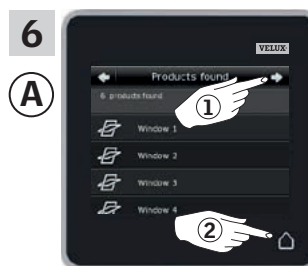 6
A
VELUX
Products found
1
6 products found
Window 1
Window 2
Window 3
Window 4
2